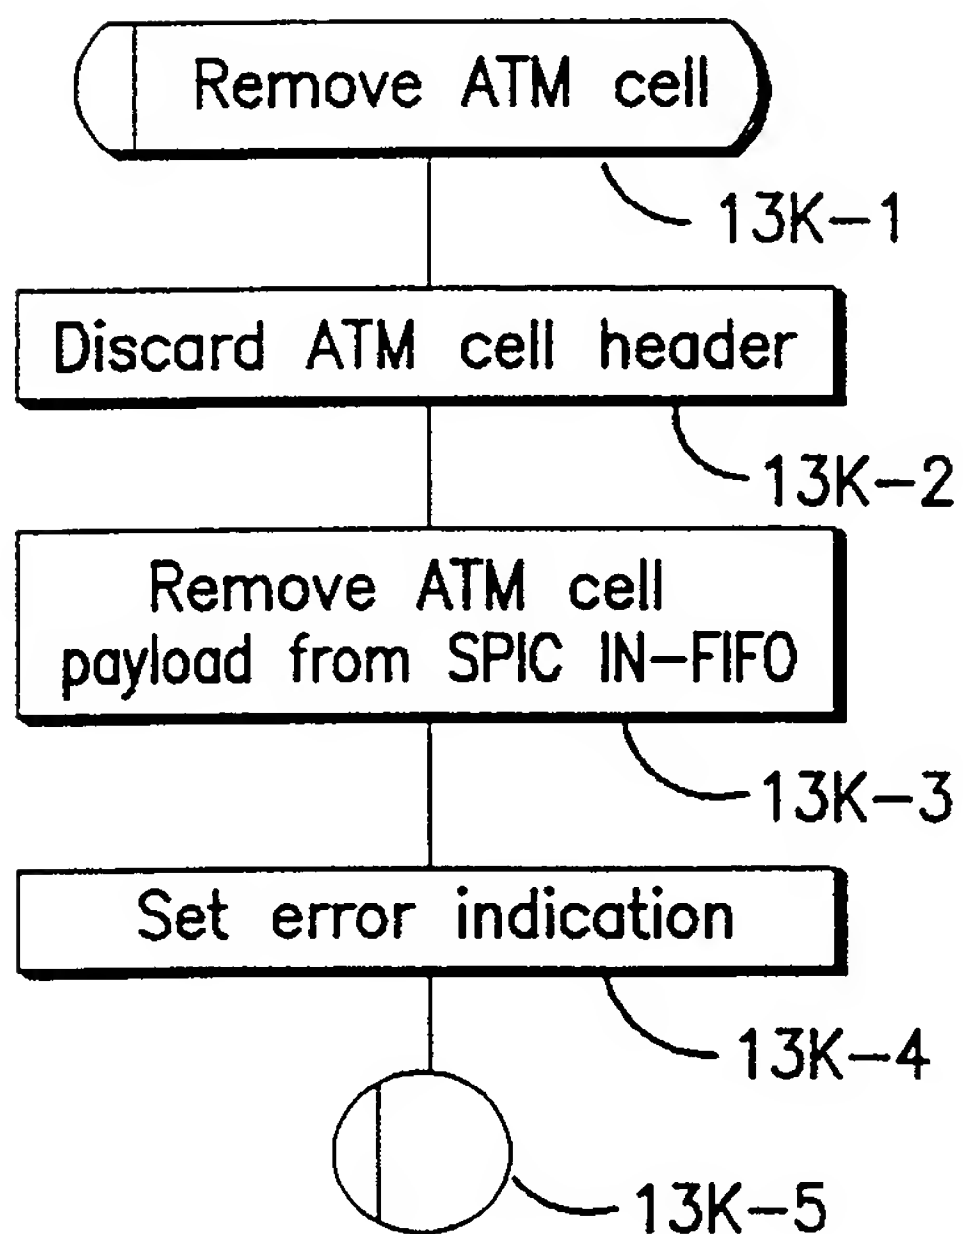 Remove ATM cell
13K-1
Discard ATM cell header
13K-2
Remove ATM cell
payload from SPIC IN-FIFO
13K-3
Set error indication
13K-4
13K-5